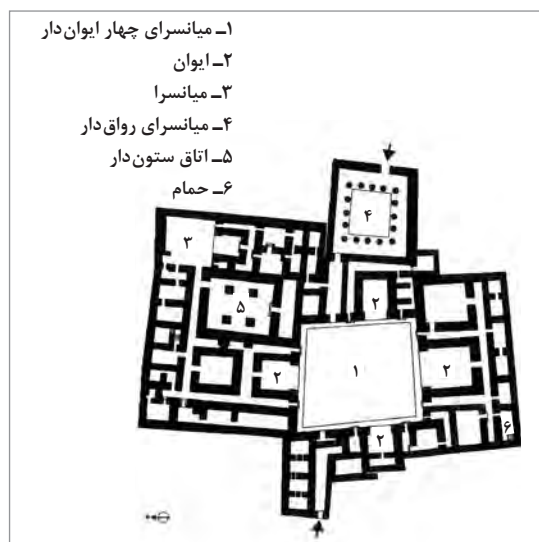 ۱ـ میانسرای چهار ایوان‌دار
۲ـ ایوان
۳ـ میانسرا
۴ـ میانسرای رواق‌دار
۵ـ اتاق ستون‌دار
۶ـ حمام
۴
۳
۲
۵
۱
۲
۲
۲
۶